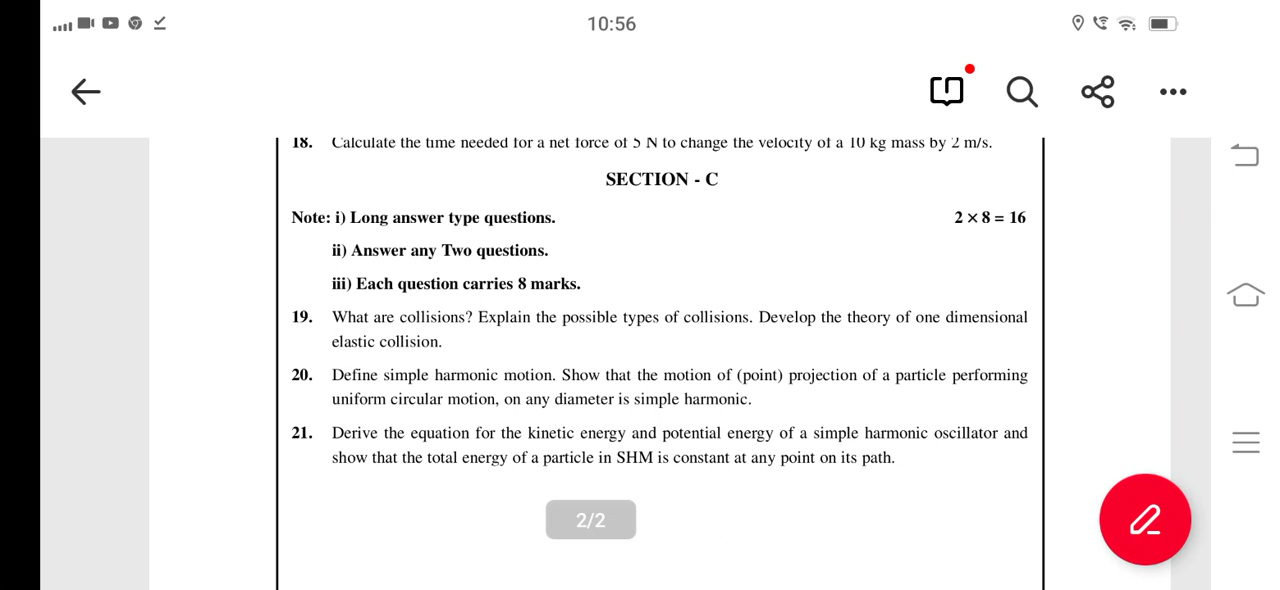 10:56
18. Calculate the time needed for a net force of 5 N to change the velocity of a 10 kg mass by 2 m/s.
SECTION - C
Note: i) Long answer type questions. 2 × 8 = 16
ii) Answer any Two questions.
iii) Each question carries 8 marks.
19. What are collisions? Explain the possible types of collisions. Develop the theory of one dimensional
elastic collision.
20. Define simple harmonic motion. Show that the motion of (point) projection of a particle performing
uniform circular motion, on any diameter is simple harmonic.
21. Derive the equation for the kinetic energy and potential energy of a simple harmonic oscillator and
show that the total energy of a particle in SHM is constant at any point on its path.
2/2